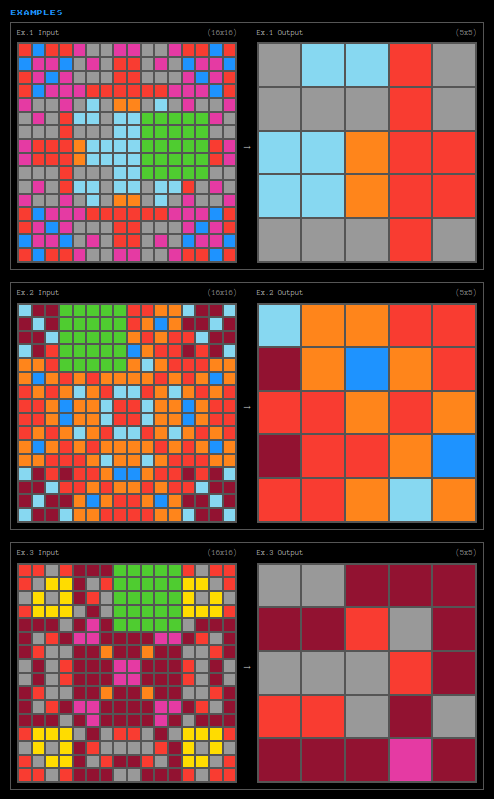 EXAMPLES
Ex.1 Input (16x16) Ex.1 Output (5x5)
→
Ex.2 Input (16x16) Ex.2 Output (5x5)
→
Ex.3 Input (16x16) Ex.3 Output (5x5)
→